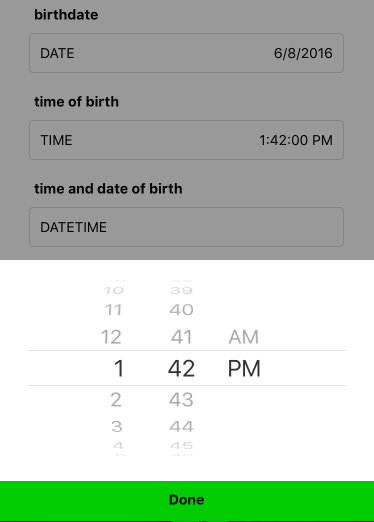 birthdate
DATE 6/8/2016
time of birth
TIME 1:42:00 PM
time and date of birth
DATETIME
10 39
11 40
12 41 AM
1 42 PM
2 43
3 44
4 45
Done